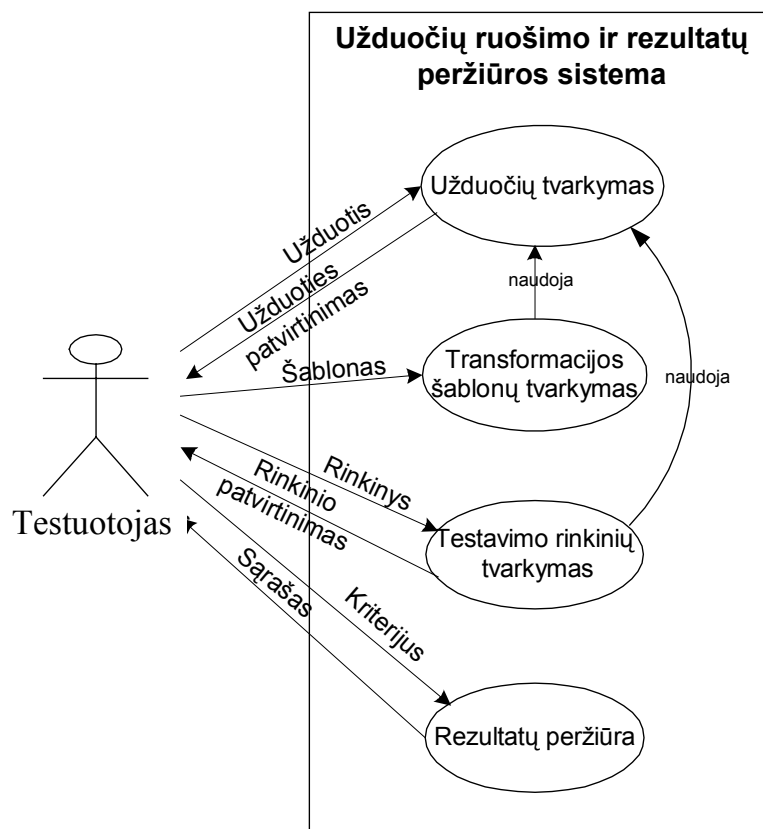 Užduočių ruošimo ir rezultatų
peržiūros sistema
Užduočių tvarkymas
Užduotis
Užduoties
patvirtinimas
naudoja
Šablonas
Transformacijos
šablonų tvarkymas
naudoja
Rinkinys
Rinkinio
patvirtinimas
Testuotojas
Testavimo rinkinių
tvarkymas
Sąrašas
Kriterijus
Rezultatų peržiūra